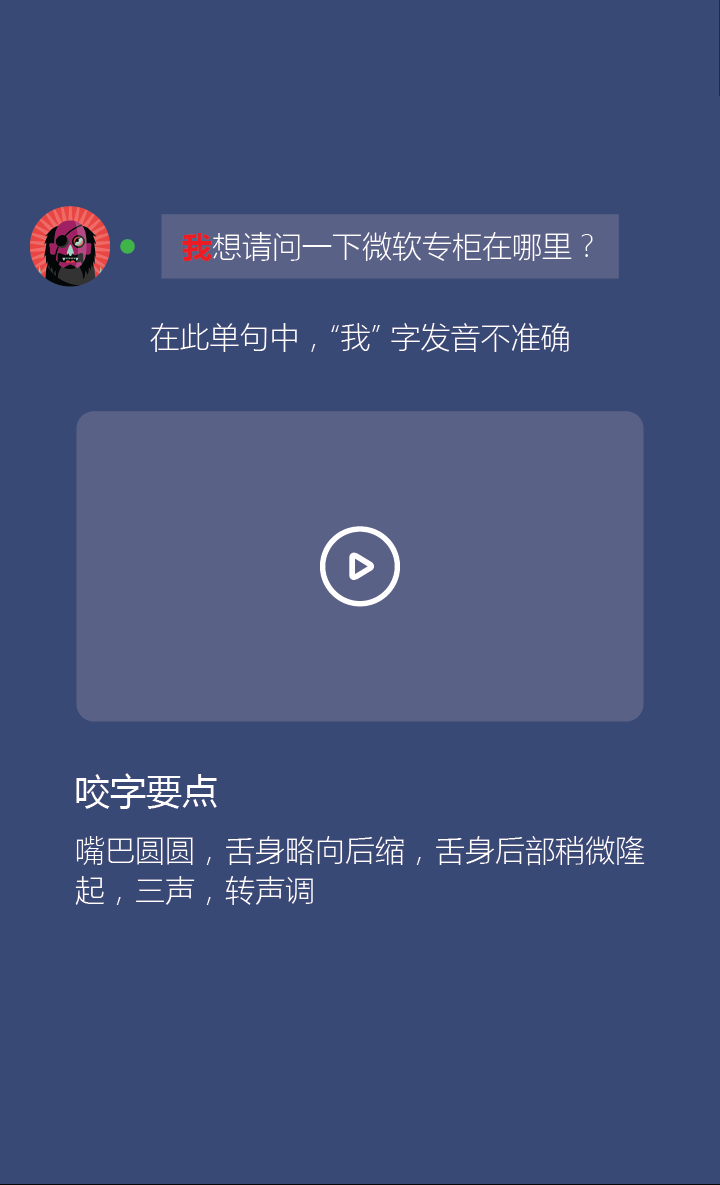 我想请问一下微软专柜在哪里？
在此单句中，“我” 字发音不准确
咬字要点
嘴巴圆圆，舌身略向后缩，舌身后部稍微隆
起，三声，转声调